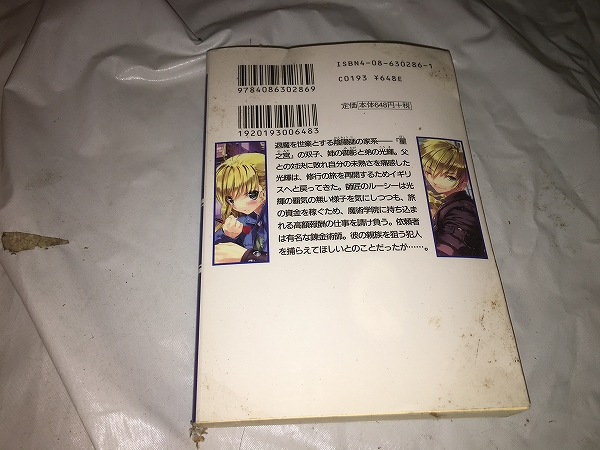 ISBN4-08-630286-1
C0193 ¥648E
9784086302869
定価 本体648円+税
1920193006483
退魔を世業とする陰陽師の家系……『星
之宮』の双子、姉の御影と弟の光輝。父
との対決に敗れ自分の未熟さを痛感した
光輝は、修行の旅を再開するためイギリ
スへと戻ってきた。師匠のルーシーは光
輝の覇気の無い様子を気にしつつも、旅
の資金を稼ぐため、魔術学院に持ち込ま
れる高額報酬の仕事を請け負う。依頼者
は有名な錬金術師。彼の親族を狙う犯人
を捕らえてほしいとのことだったが……。